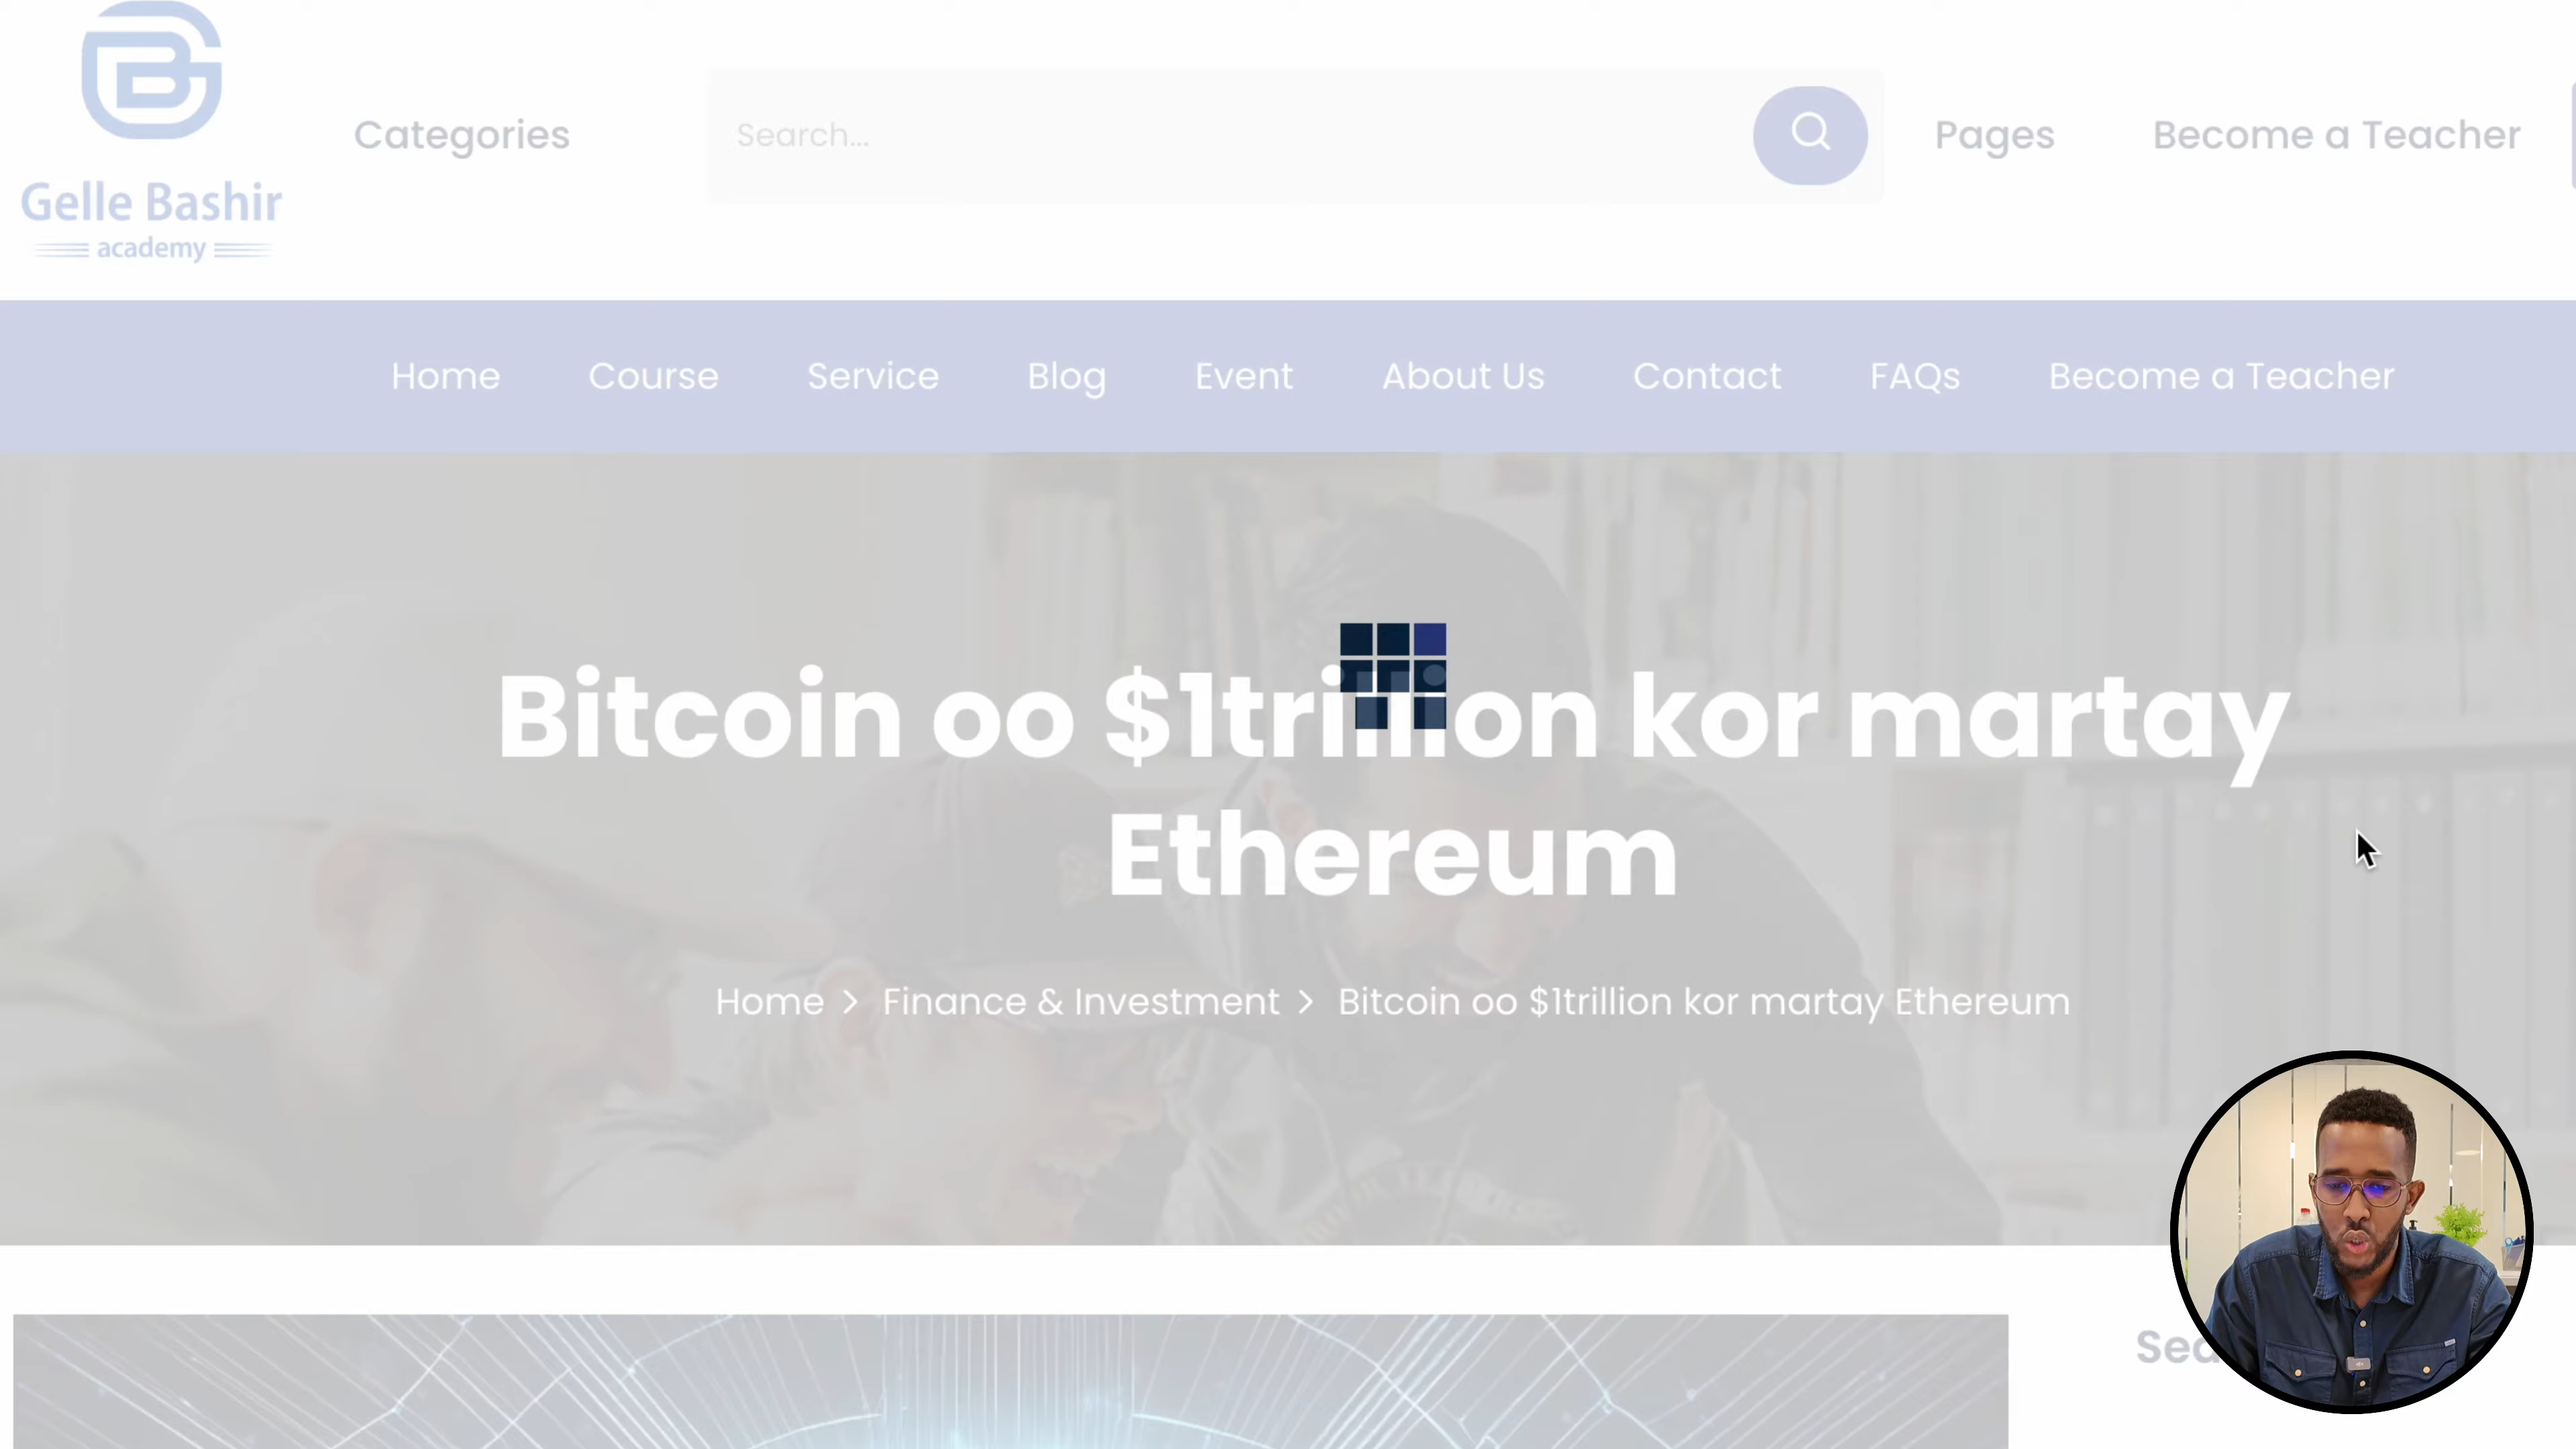 Gelle Bashir
academy
Categories
Search...
Pages
Become a Teacher
Home
Course
Service
Blog
Event
About Us
Contact
FAQs
Become a Teacher
Bitcoin oo $1trillion kor martay
Ethereum
Home > Finance & Investment > Bitcoin oo $1trillion kor martay Ethereum